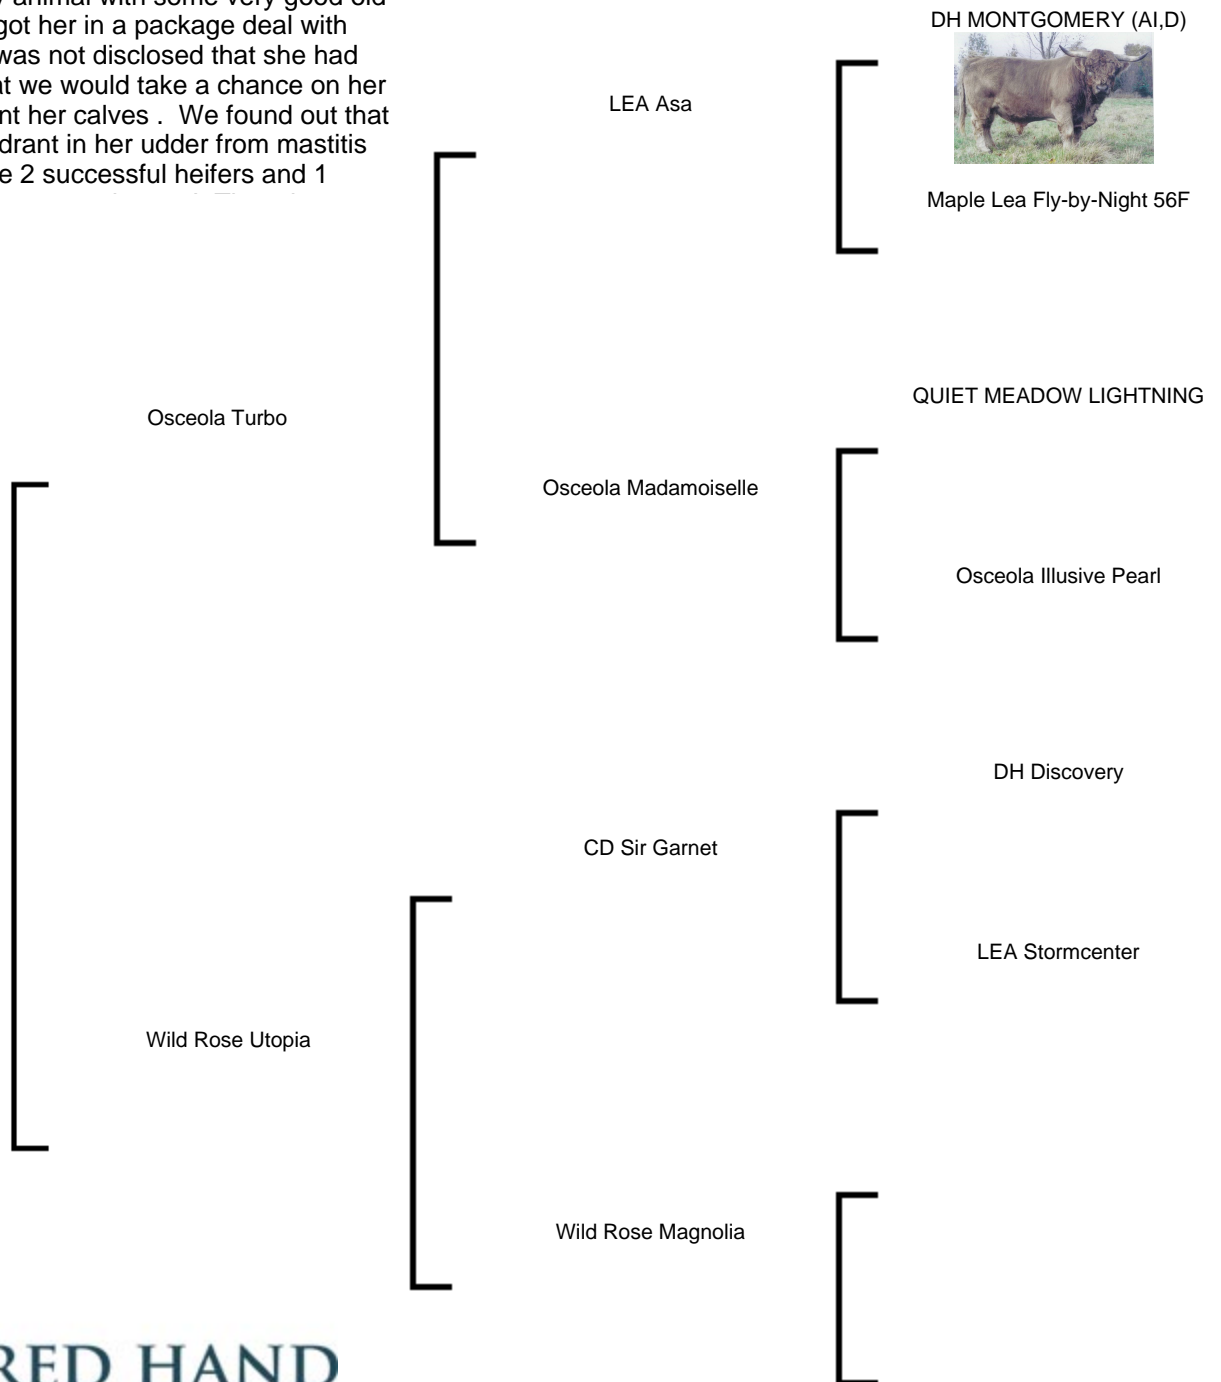 animal with some very good old
got her in a package deal with
was not disclosed that she had
at we would take a chance on her
nt her calves . We found out that
drant in her udder from mastitis
e 2 successful heifers and 1
DH MONTGOMERY (AI,D)
LEA Asa
Maple Lea Fly-by-Night 56F
QUIET MEADOW LIGHTNING
Osceola Turbo
Osceola Madamoiselle
Osceola Illusive Pearl
DH Discovery
CD Sir Garnet
LEA Stormcenter
Wild Rose Utopia
Wild Rose Magnolia
RED HAND